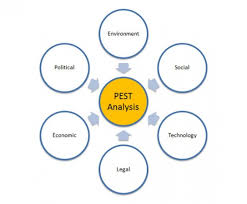 Environment
Political
Social
PEST
Analysis
Economic
Technology
Legal